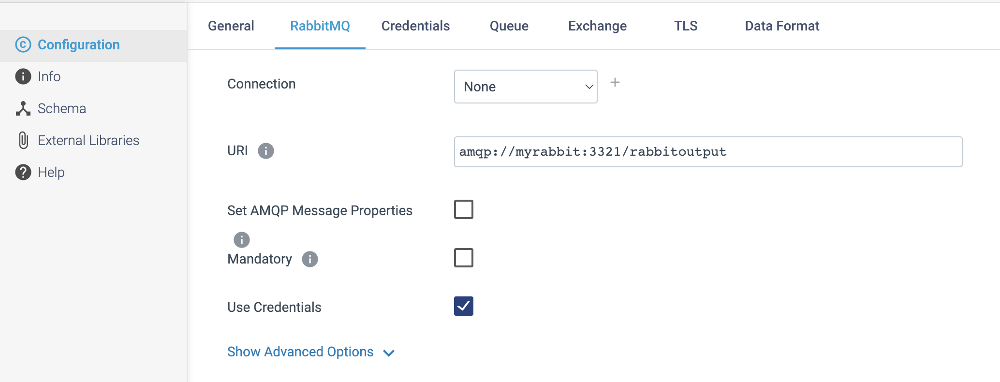 General RabbitMQ Credentials Queue Exchange TLS Data Format
Configuration
Info
Schema
External Libraries
Help
Connection None
URI amqp://myrabbit:3321/rabbitoutput
Set AMQP Message Properties
Mandatory
Use Credentials
Show Advanced Options